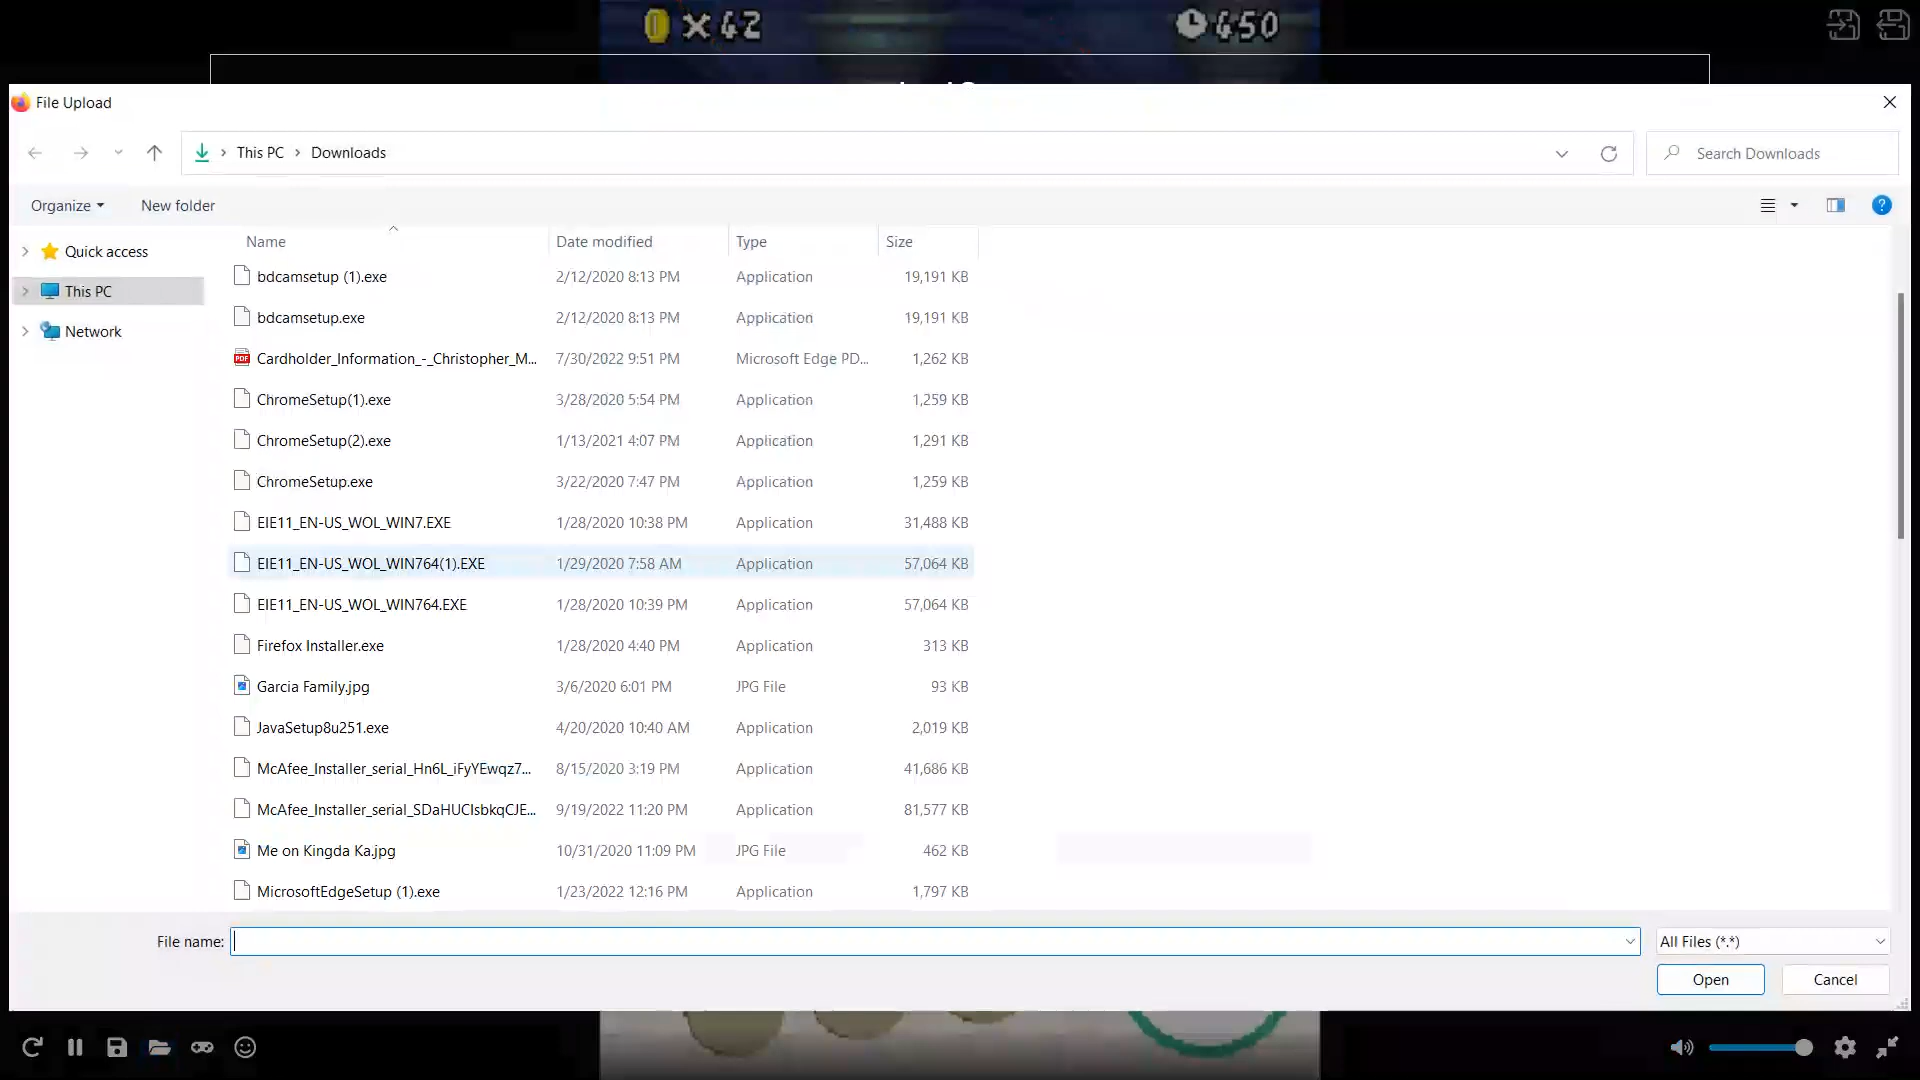 × 42
450
File Upload
This PC
Downloads
Search Downloads
Organize
New folder
Quick access
This PC
Network
Name
Date modified
Type
Size
bdcamsetup (1).exe 2/12/2020 8:13 PM Application 19,191 KB
bdcamsetup.exe 2/12/2020 8:13 PM Application 19,191 KB
Cardholder_Information_-_Christopher_M... 7/30/2022 9:51 PM Microsoft Edge PD... 1,262 KB
ChromeSetup(1).exe 3/28/2020 5:54 PM Application 1,259 KB
ChromeSetup(2).exe 1/13/2021 4:07 PM Application 1,291 KB
ChromeSetup.exe 3/22/2020 7:47 PM Application 1,259 KB
EIE11_EN-US_WOL_WIN7.EXE 1/28/2020 10:38 PM Application 31,488 KB
EIE11_EN-US_WOL_WIN764(1).EXE 1/29/2020 7:58 AM Application 57,064 KB
EIE11_EN-US_WOL_WIN764.EXE 1/28/2020 10:39 PM Application 57,064 KB
Firefox Installer.exe 1/28/2020 4:40 PM Application 313 KB
Garcia Family.jpg 3/6/2020 6:01 PM JPG File 93 KB
JavaSetup8u251.exe 4/20/2020 10:40 AM Application 2,019 KB
McAfee_Installer_serial_Hn6L_iFyYEwqz7... 8/15/2020 3:19 PM Application 41,686 KB
McAfee_Installer_serial_SDaHUCIsbkqCJE... 9/19/2022 11:20 PM Application 81,577 KB
Me on Kingda Ka.jpg 10/31/2020 11:09 PM JPG File 462 KB
MicrosoftEdgeSetup (1).exe 1/23/2022 12:16 PM Application 1,797 KB
File name:
All Files (*.*)
Open
Cancel